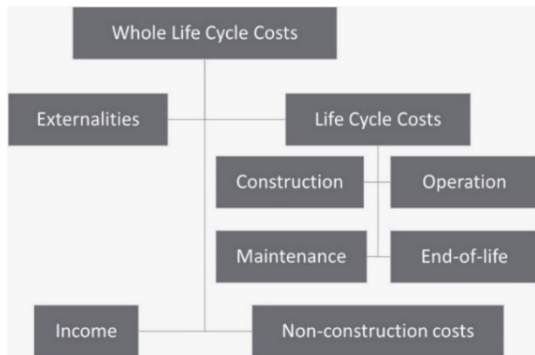 Whole Life Cycle Costs
Externalities
Life Cycle Costs
Construction
Operation
Maintenance
End-of-life
Income
Non-construction costs